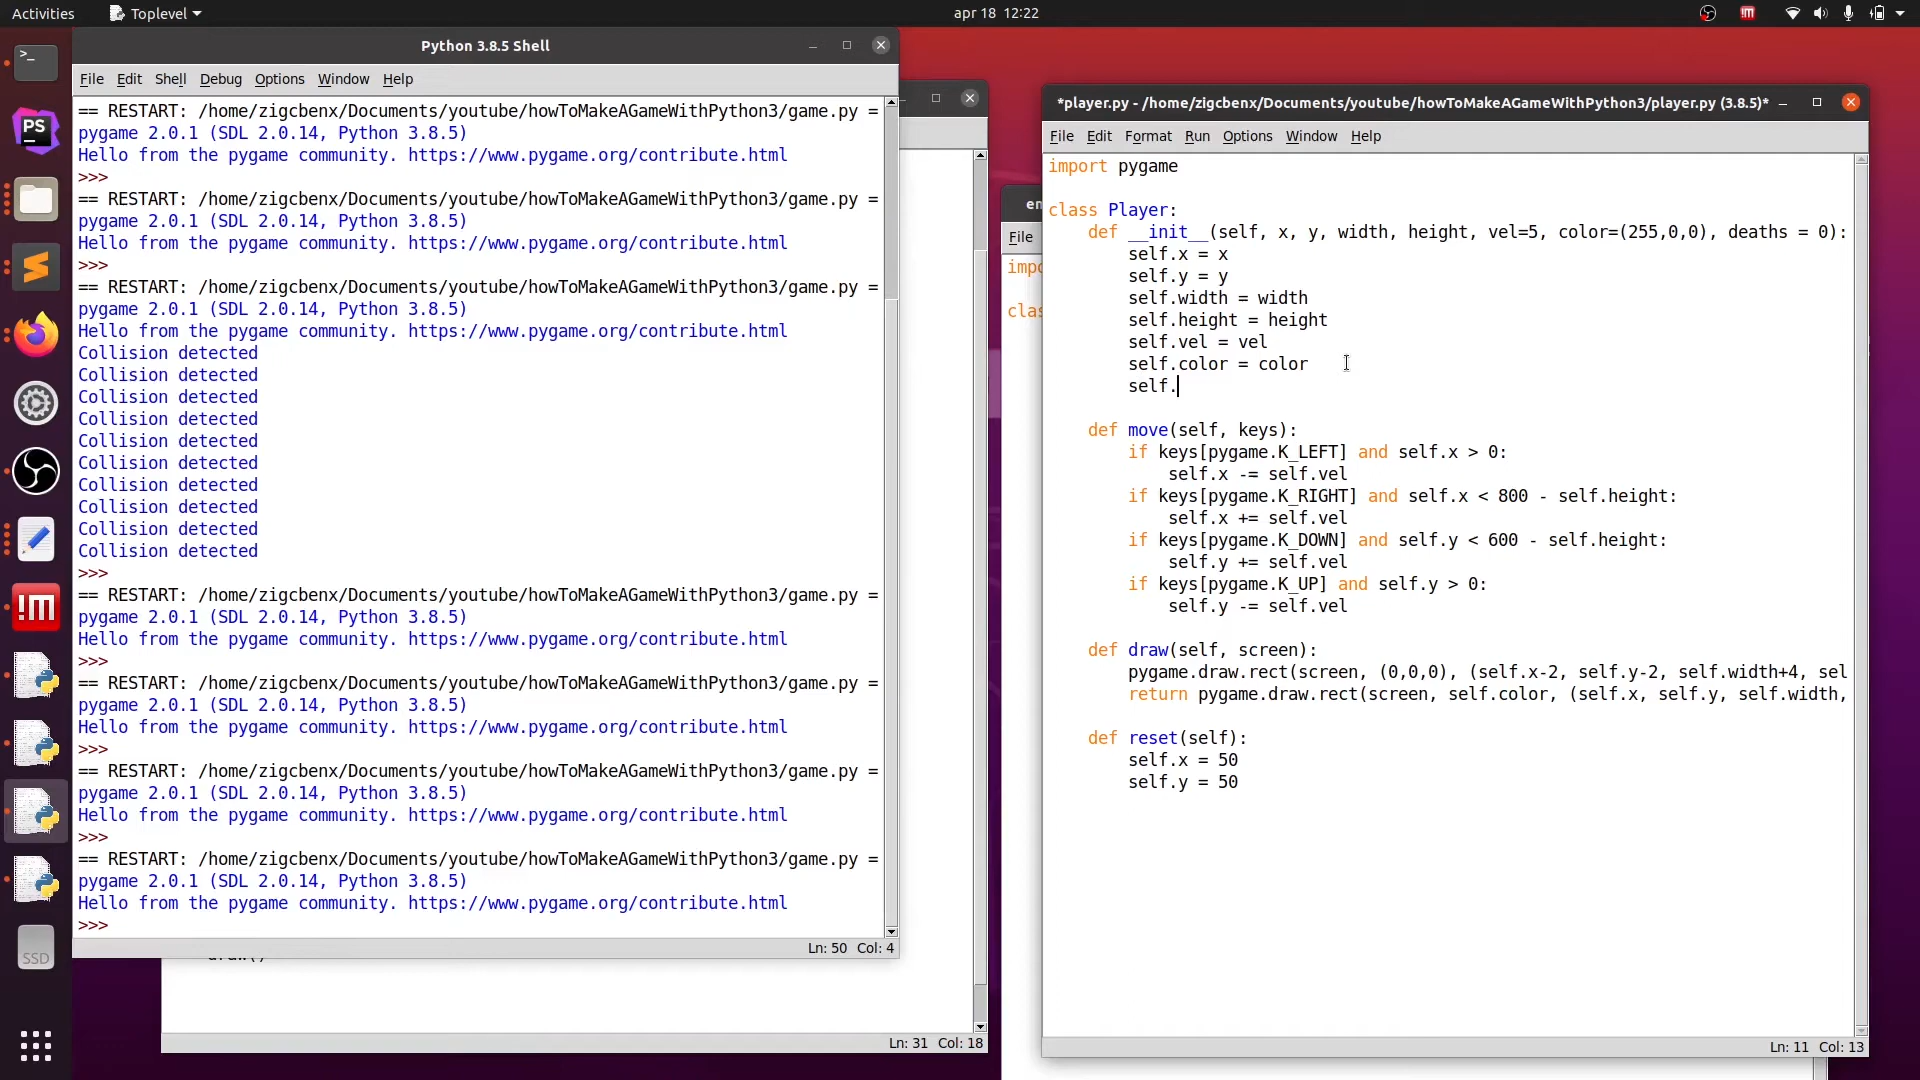 Activities
Toplevel
apr 18 12:22
Python 3.8.5 Shell
File Edit Shell Debug Options Window Help
== RESTART: /home/zigcbenx/Documents/youtube/howToMakeAGameWithPython3/game.py =
pygame 2.0.1 (SDL 2.0.14, Python 3.8.5)
Hello from the pygame community. https://www.pygame.org/contribute.html
>>>
== RESTART: /home/zigcbenx/Documents/youtube/howToMakeAGameWithPython3/game.py =
pygame 2.0.1 (SDL 2.0.14, Python 3.8.5)
Hello from the pygame community. https://www.pygame.org/contribute.html
>>>
== RESTART: /home/zigcbenx/Documents/youtube/howToMakeAGameWithPython3/game.py =
pygame 2.0.1 (SDL 2.0.14, Python 3.8.5)
Hello from the pygame community. https://www.pygame.org/contribute.html
Collision detected
Collision detected
Collision detected
Collision detected
Collision detected
Collision detected
Collision detected
Collision detected
Collision detected
Collision detected
>>>
== RESTART: /home/zigcbenx/Documents/youtube/howToMakeAGameWithPython3/game.py =
pygame 2.0.1 (SDL 2.0.14, Python 3.8.5)
Hello from the pygame community. https://www.pygame.org/contribute.html
>>>
== RESTART: /home/zigcbenx/Documents/youtube/howToMakeAGameWithPython3/game.py =
pygame 2.0.1 (SDL 2.0.14, Python 3.8.5)
Hello from the pygame community. https://www.pygame.org/contribute.html
>>>
== RESTART: /home/zigcbenx/Documents/youtube/howToMakeAGameWithPython3/game.py =
pygame 2.0.1 (SDL 2.0.14, Python 3.8.5)
Hello from the pygame community. https://www.pygame.org/contribute.html
>>>
== RESTART: /home/zigcbenx/Documents/youtube/howToMakeAGameWithPython3/game.py =
pygame 2.0.1 (SDL 2.0.14, Python 3.8.5)
Hello from the pygame community. https://www.pygame.org/contribute.html
>>>
Ln: 50 Col: 4
Ln: 31 Col: 18
File
impo
clas
*player.py - /home/zigcbenx/Documents/youtube/howToMakeAGameWithPython3/player.py (3.8.5)*
File Edit Format Run Options Window Help
import pygame
class Player:
    def __init__(self, x, y, width, height, vel=5, color=(255,0,0), deaths = 0):
        self.x = x
        self.y = y
        self.width = width
        self.height = height
        self.vel = vel
        self.color = color
        self.
    def move(self, keys):
        if keys[pygame.K_LEFT] and self.x > 0:
            self.x -= self.vel
        if keys[pygame.K_RIGHT] and self.x < 800 - self.height:
            self.x += self.vel
        if keys[pygame.K_DOWN] and self.y < 600 - self.height:
            self.y += self.vel
        if keys[pygame.K_UP] and self.y > 0:
            self.y -= self.vel
    def draw(self, screen):
        pygame.draw.rect(screen, (0,0,0), (self.x-2, self.y-2, self.width+4, sel
        return pygame.draw.rect(screen, self.color, (self.x, self.y, self.width,
    def reset(self):
        self.x = 50
        self.y = 50
Ln: 11 Col: 13
PS
!m
SSD